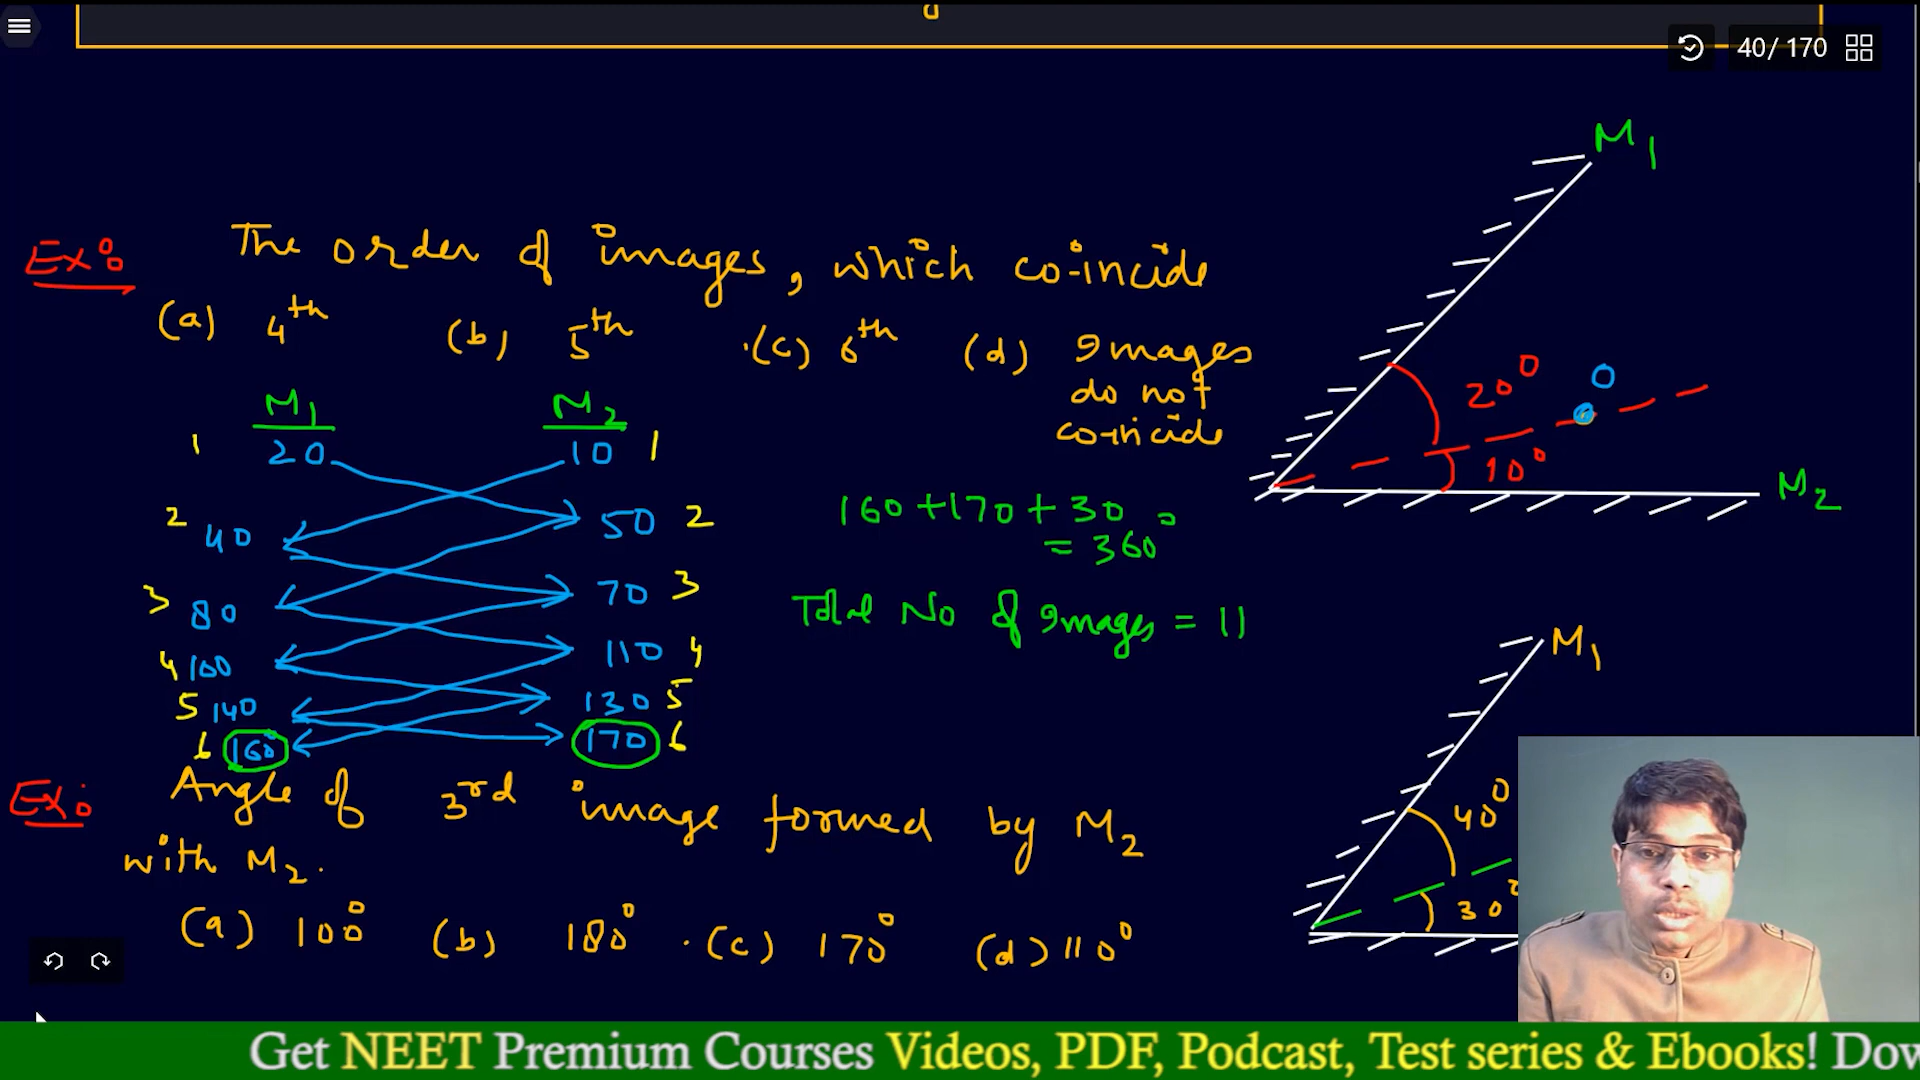 40/ 170
M1
Ex: The order of images, which co-incide
(a) 4th (b) 5th (c) 6th (d) Images do not co-incide
M1 M2
1 20 10 1
2 40 50 2
3 80 70 3
4 100 110 4
5 140 130 5
6 160° 170 6
160 + 170 + 30
= 360°
Total No of Images = 11
20° O
10°
M2
Ex: Angle of 3rd image formed by M2
with M2.
(a) 100° (b) 180° (c) 170° (d) 110°
M1
40°
30°
Get NEET Premium Courses Videos, PDF, Podcast, Test series & Ebooks! Dow